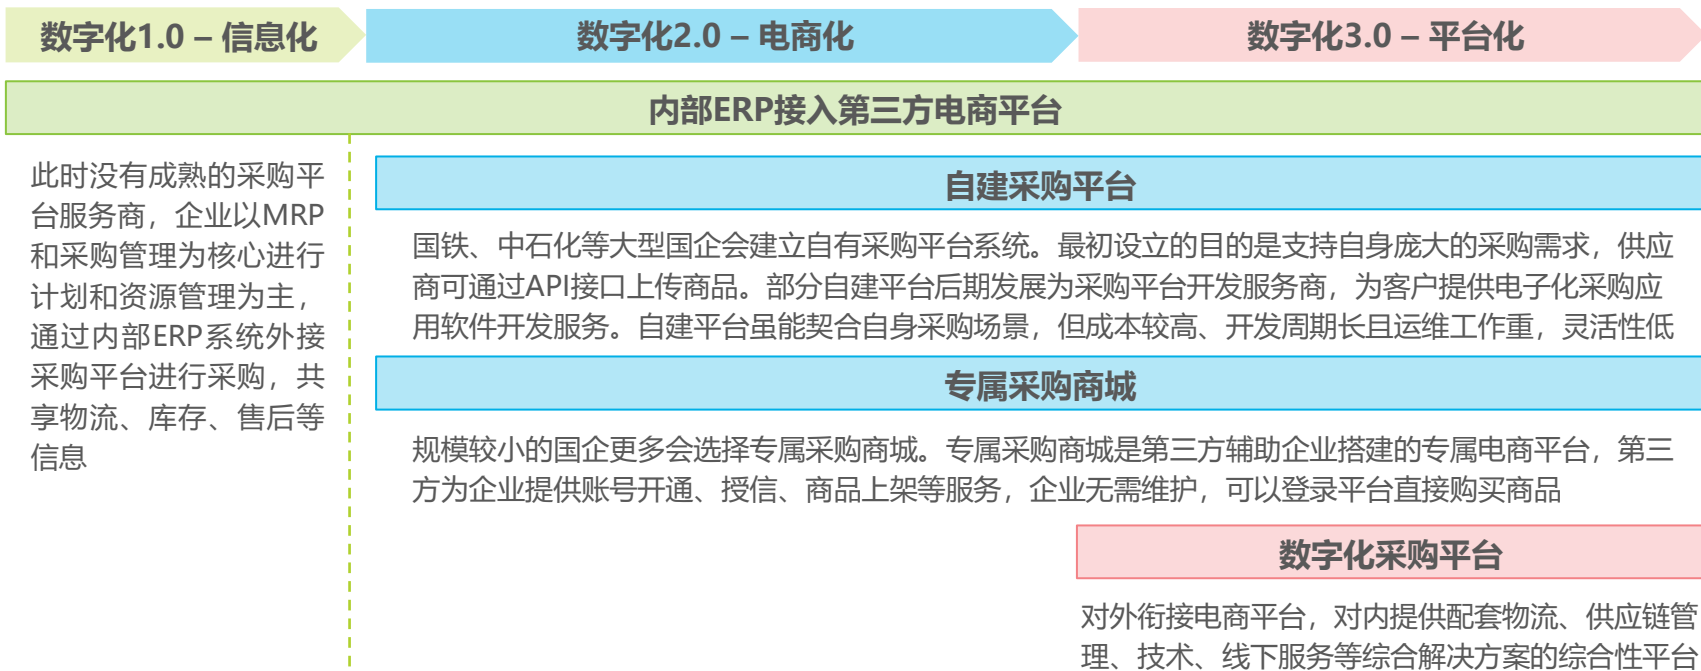 数字化1.0 – 信息化
数字化2.0 – 电商化
数字化3.0 – 平台化
内部ERP接入第三方电商平台
此时没有成熟的采购平
台服务商，企业以MRP
和采购管理为核心进行
计划和资源管理为主，
通过内部ERP系统外接
采购平台进行采购，共
享物流、库存、售后等
信息
自建采购平台
国铁、中石化等大型国企会建立自有采购平台系统。最初设立的目的是支持自身庞大的采购需求，供应
商可通过API接口上传商品。部分自建平台后期发展为采购平台开发服务商，为客户提供电子化采购应
用软件开发服务。自建平台虽能契合自身采购场景，但成本较高、开发周期长且运维工作重，灵活性低
专属采购商城
规模较小的国企更多会选择专属采购商城。专属采购商城是第三方辅助企业搭建的专属电商平台，第三
方为企业提供账号开通、授信、商品上架等服务，企业无需维护，可以登录平台直接购买商品
数字化采购平台
对外衔接电商平台，对内提供配套物流、供应链管
理、技术、线下服务等综合解决方案的综合性平台